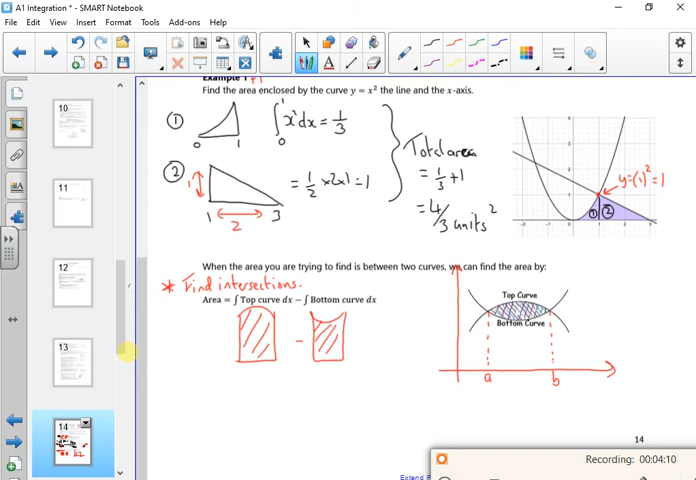 A1 Integration * - SMART Notebook
File Edit View Insert Format Tools Add-ons Help
Example 1 +1
Find the area enclosed by the curve y = x² the line and the x-axis.
① ∫₀¹ x² dx = 1/3
0 1
② = 1/2 × 2 × 1 = 1
1
1 3
2
Total area
= 1/3 + 1
= 4/3 units²
y = (1)² = 1
① ②
When the area you are trying to find is between two curves, we can find the area by:
* Find intersections.
Area = ∫ Top curve dx − ∫ Bottom curve dx
-
Top Curve
Bottom Curve
a b
10
11
12
13
14
14
Recording: 00:04:10